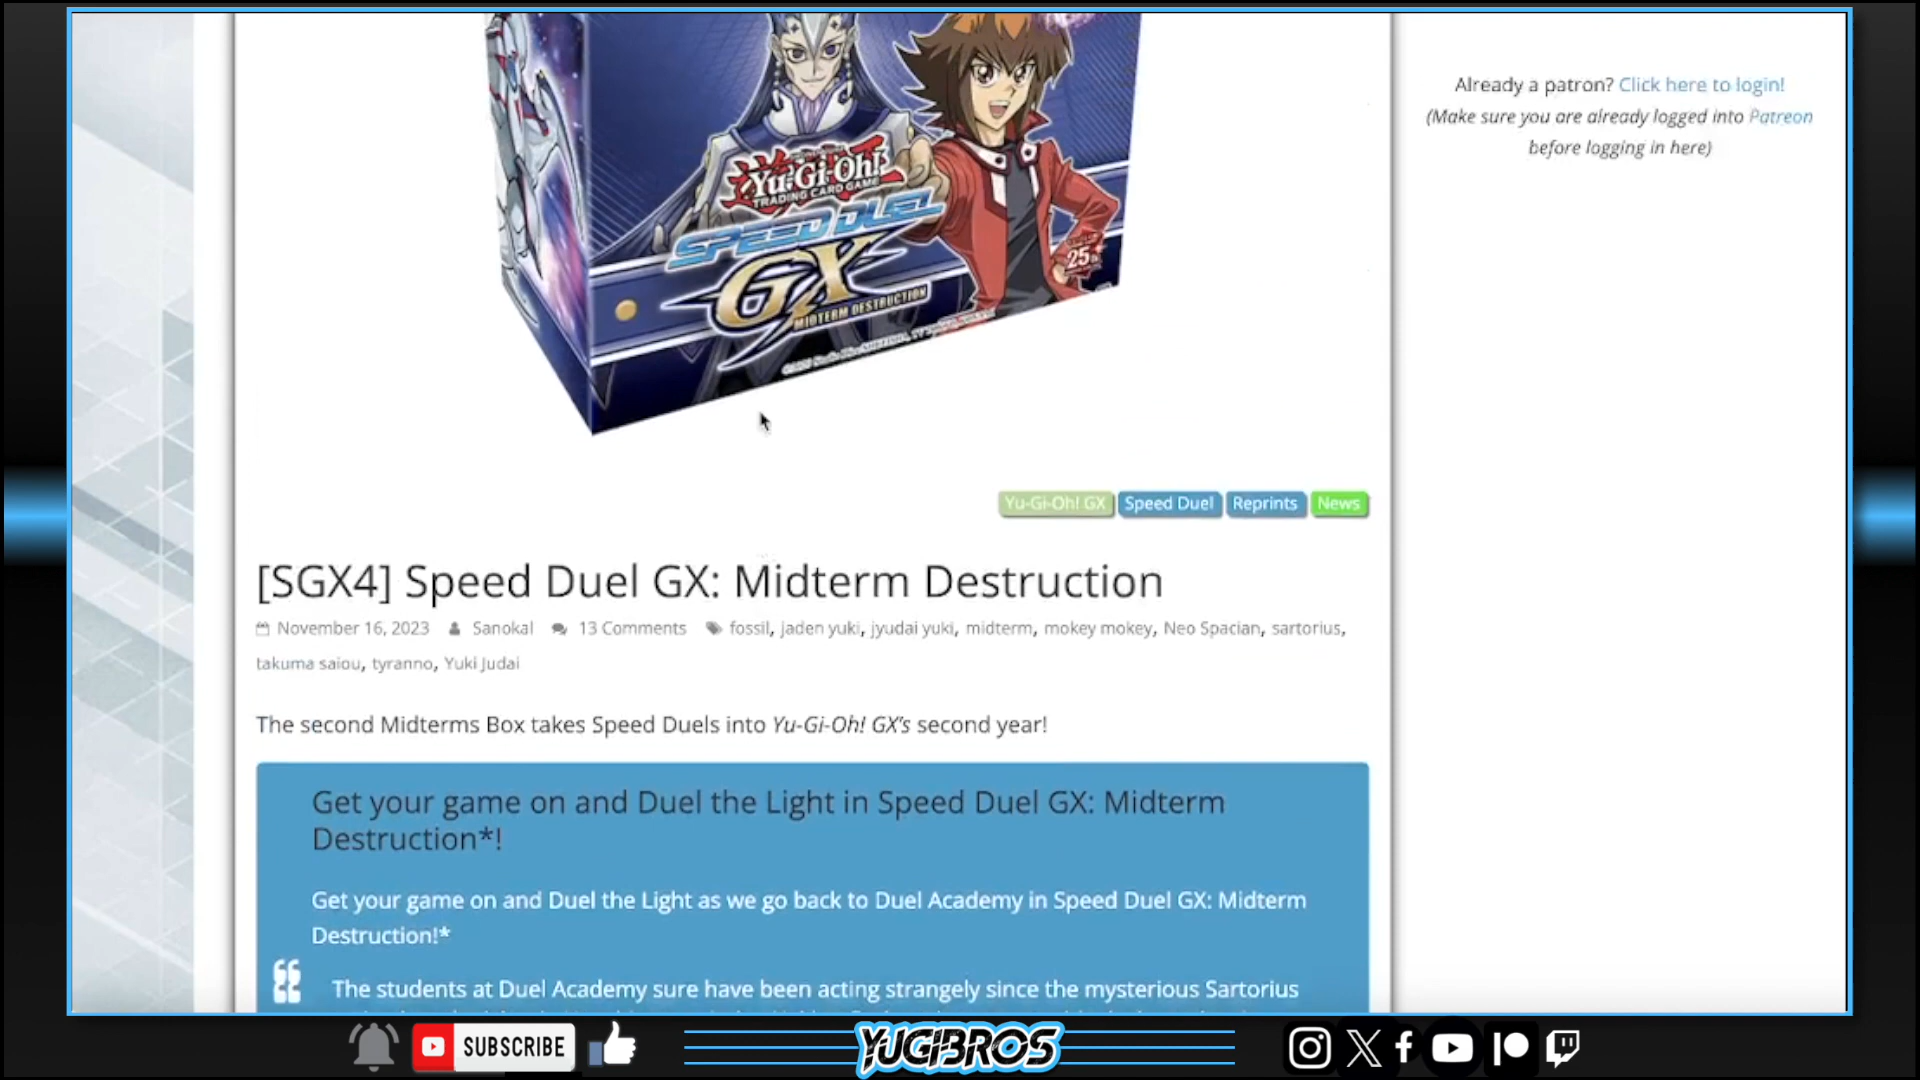 Already a patron? Click here to login!
(Make sure you are already logged into Patreon
before logging in here)
Yu-Gi-Oh!
TRADING CARD GAME
SPEED DUEL
GX
MIDTERM DESTRUCTION
25th
Yu-Gi-Oh! GX Speed Duel Reprints News
[SGX4] Speed Duel GX: Midterm Destruction
November 16, 2023 Sanokal 13 Comments fossil, jaden yuki, jyudai yuki, midterm, mokey mokey, Neo Spacian, sartorius,
takuma saiou, tyranno, Yuki Judai
The second Midterms Box takes Speed Duels into Yu-Gi-Oh! GX's second year!
Get your game on and Duel the Light in Speed Duel GX: Midterm
Destruction*!
Get your game on and Duel the Light as we go back to Duel Academy in Speed Duel GX: Midterm
Destruction!*
The students at Duel Academy sure have been acting strangely since the mysterious Sartorius
SUBSCRIBE
YUGIBROS